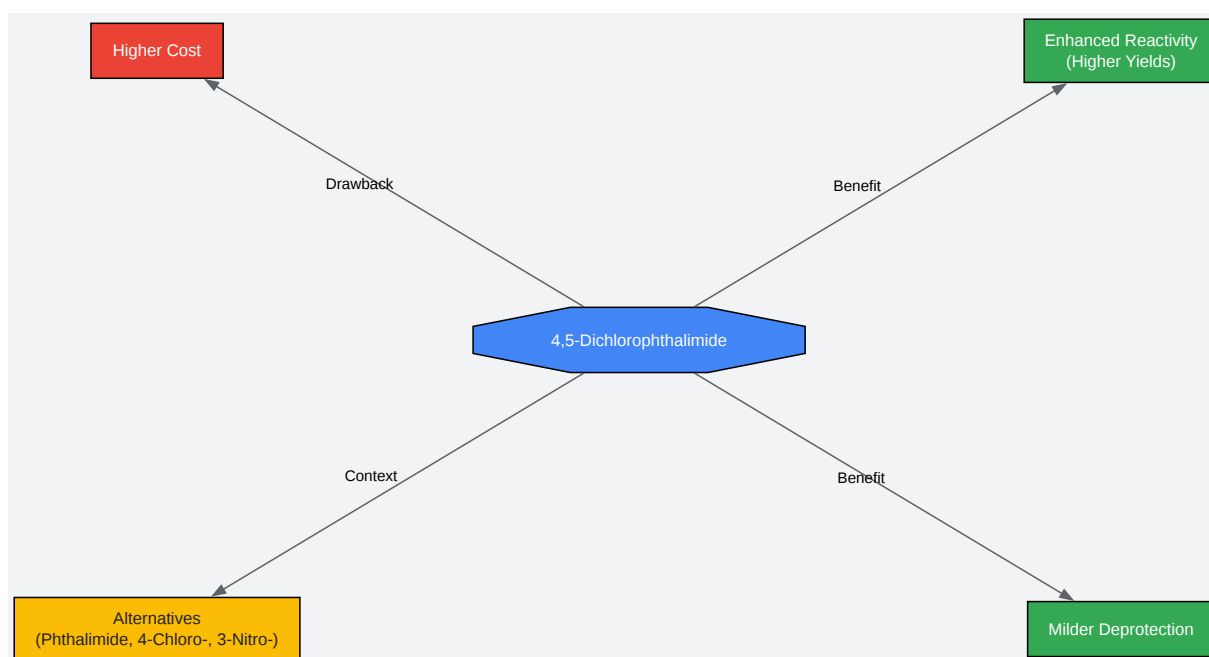 Higher Cost
Enhanced Reactivity
(Higher Yields)
Drawback
Benefit
4,5-Dichlorophthalimide
Context
Benefit
Alternatives
(Phthalimide, 4-Chloro-, 3-Nitro-)
Milder Deprotection